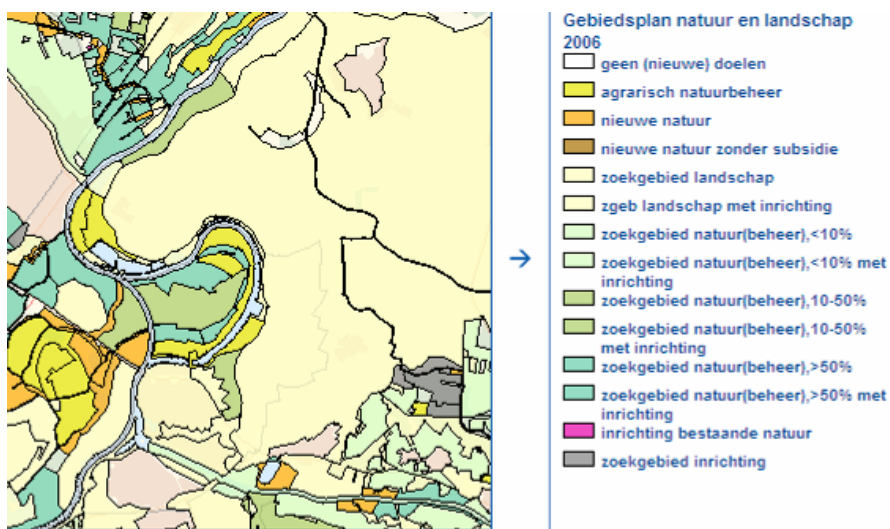 Gebiedsplan natuur en landschap
2006
geen (nieuwe) doelen
agrarisch natuurbeheer
nieuwe natuur
nieuwe natuur zonder subsidie
zoekgebied landschap
zgeb landschap met inrichting
zoekgebied natuur(beheer),<10%
zoekgebied natuur(beheer),<10% met
inrichting
zoekgebied natuur(beheer),10-50%
zoekgebied natuur(beheer),10-50%
met inrichting
zoekgebied natuur(beheer),>50%
zoekgebied natuur(beheer),>50% met
inrichting
inrichting bestaande natuur
zoekgebied inrichting